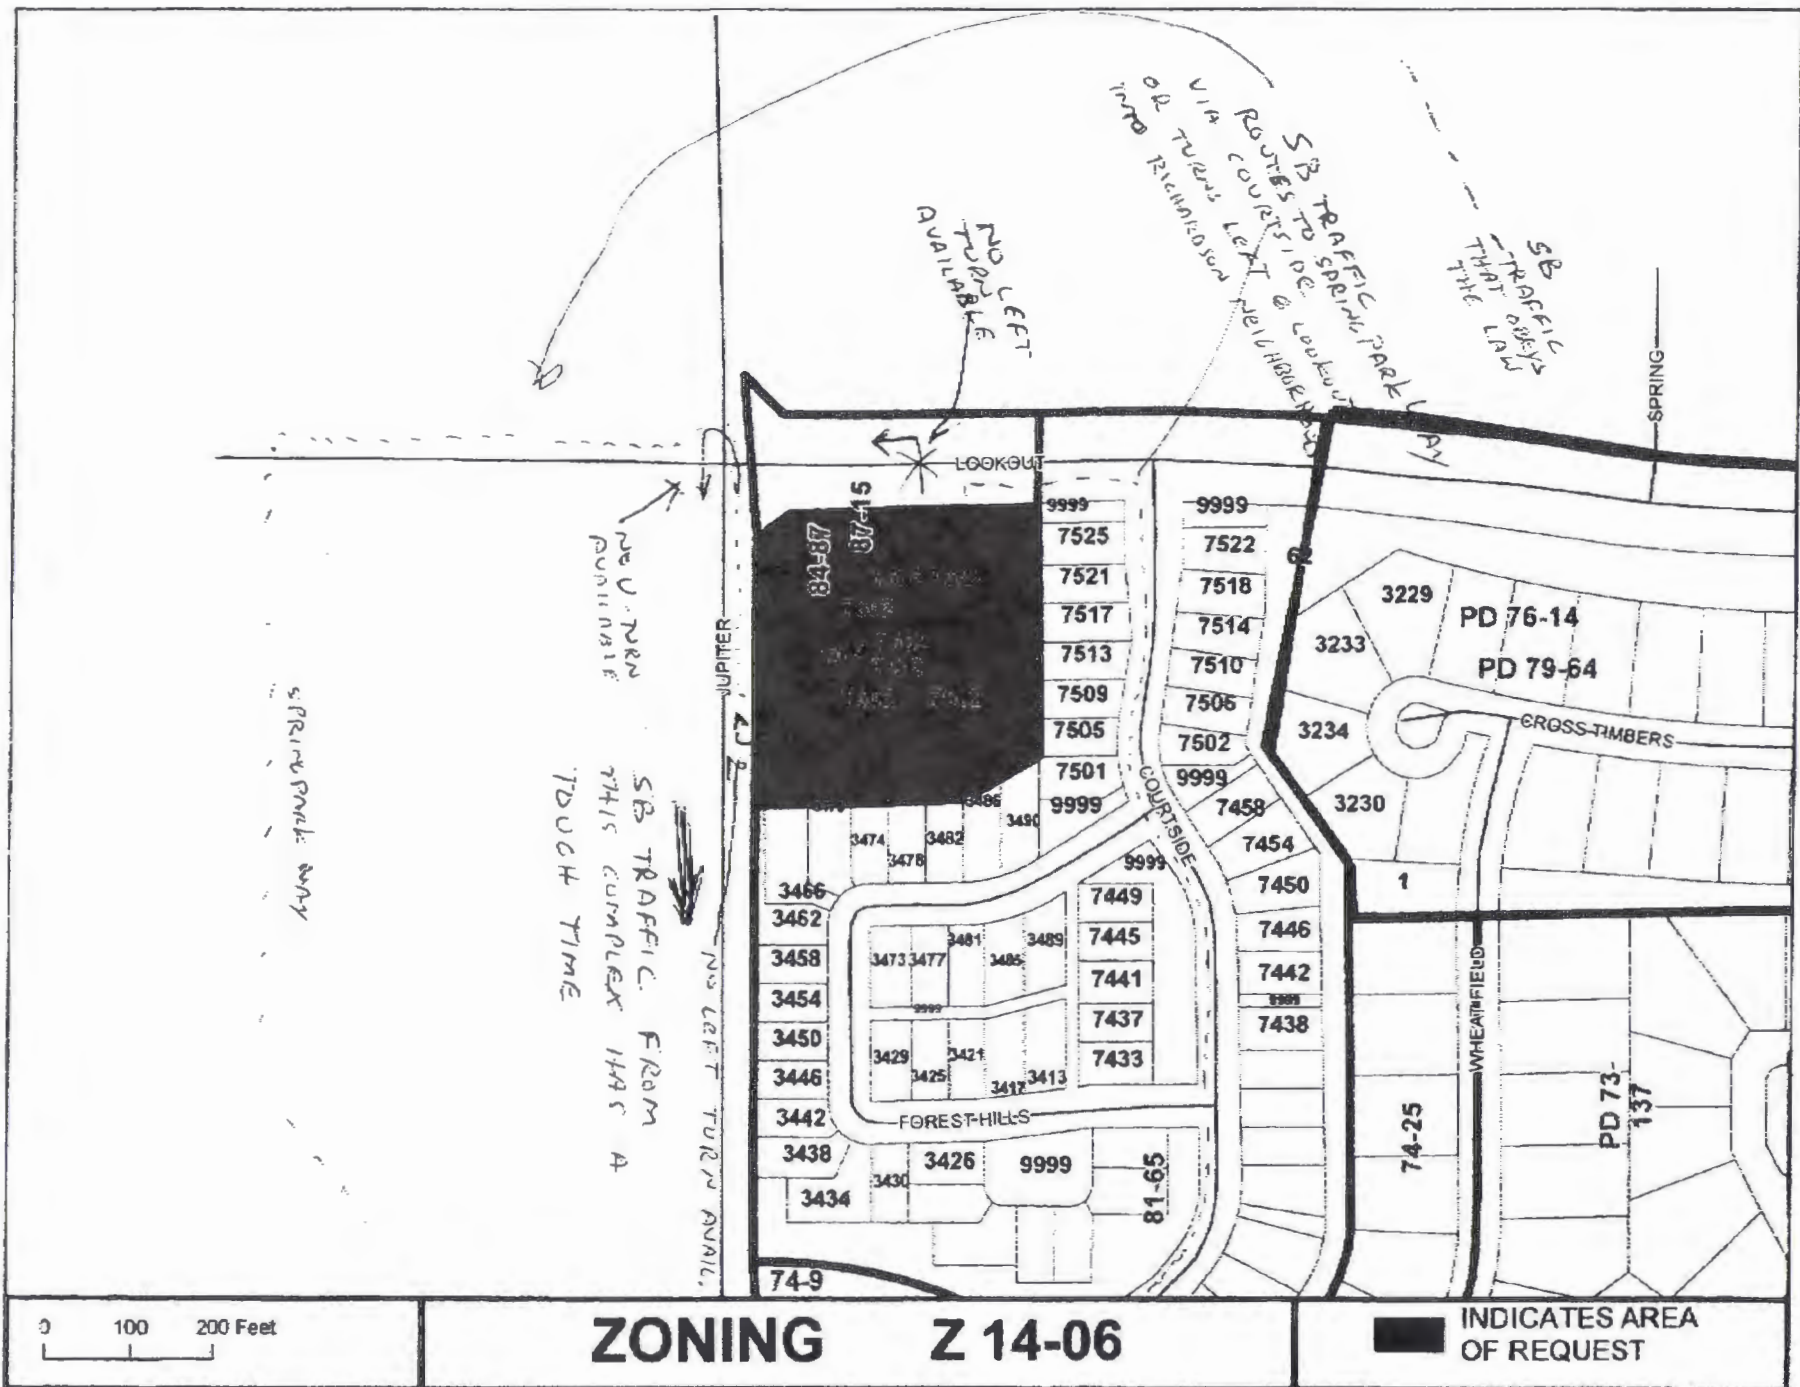 SB TRAFFIC
ROUTES TO SPRING PARK WAY
VIA COURTSIDE
OR TURNS LEFT @ LOOKOUT
INTO RICHARDSON NEIGHBORHOOD
SB
TRAFFIC
THAT OBEYS
THE LAW
NO LEFT
TURN
AVAILABLE
SPRING
LOOKOUT
NO U-TURN
AVAILABLE
JUPITER
SPRINGPARK WAY
SB TRAFFIC FROM
THIS COMPLEX HAS A
TOUGH TIME
NO LEFT TURN AVAIL.
84-87
87-15
9999
7525
7521
7517
7513
7509
7505
7501
9999
9999
7522
7518
7514
7510
7506
7502
9999
7458
7454
7450
7446
7442
9999
7438
COURTSIDE
3229
3233
3234
3230
1
PD 76-14
PD 79-64
CROSS TIMBERS
3474
3478
3482
3486
3490
3466
3462
3458
3454
3450
3446
3442
3438
3434
3430
3426
9999
3473
3477
3481
3485
3489
9999
3429
3425
3421
3417
3413
9999
7449
7445
7441
7437
7433
FOREST HILLS
81-65
74-9
74-25
WHEATFIELD
PD 73-
137
0 100 200 Feet
ZONING Z 14-06
INDICATES AREA
OF REQUEST